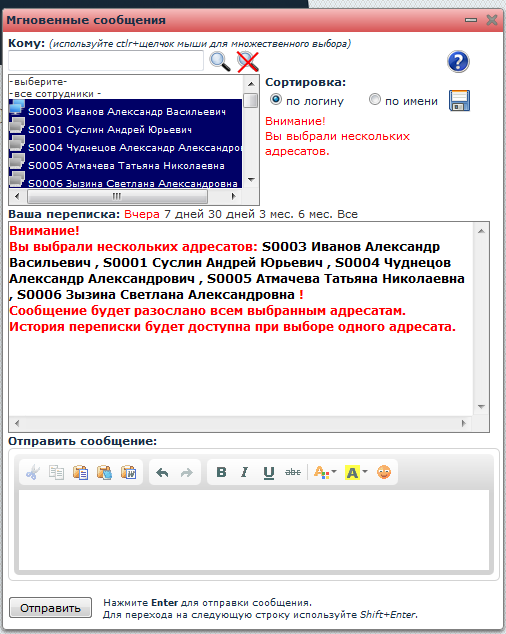 Мгновенные сообщения
Кому: (используйте ctlr+щелчок мыши для множественного выбора)
-выберите-
-все сотрудники -
S0003 Иванов Александр Васильевич
S0001 Суслин Андрей Юрьевич
S0004 Чуднецов Александр Александро
S0005 Атмачева Татьяна Николаевна
S0006 Зызина Светлана Александровна
Сортировка:
по логину по имени
Внимание!
Вы выбрали нескольких
адресатов.
Ваша переписка: Вчера 7 дней 30 дней 3 мес. 6 мес. Все
Внимание!
Вы выбрали нескольких адресатов: S0003 Иванов Александр
Васильевич , S0001 Суслин Андрей Юрьевич , S0004 Чуднецов
Александр Александрович , S0005 Атмачева Татьяна Николаевна
, S0006 Зызина Светлана Александровна !
Сообщение будет разослано всем выбранным адресатам.
История переписки будет доступна при выборе одного адресата.
Отправить сообщение:
B I U abc A
Отправить
Нажмите Enter для отправки сообщения.
Для перехода на следующую строку используйте Shift+Enter.